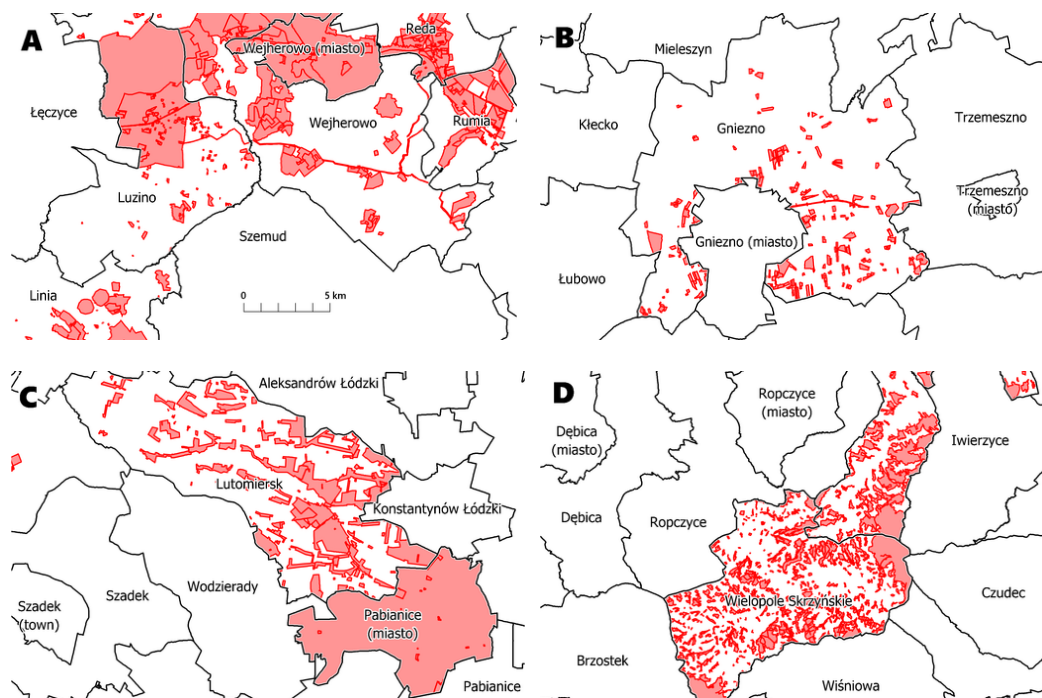 A
Wejherowo (miasto)
Reda
Łęczyce
Wejherowo
Rumia
Luzino
Szemud
Linia
0 5 km
B
Mieleszyn
Kłecko
Gniezno
Trzemeszno
Trzemeszno
(miasto)
Gniezno (miasto)
Łubowo
C
Aleksandrów Łódzki
Lutomiersk
Konstantynów Łódzki
Wodzierady
Szadek
Szadek
(town)
Pabianice
(miasto)
Pabianice
D
Ropczyce
(miasto)
Dębica
(miasto)
Iwierzyce
Dębica
Ropczyce
Wielopole Skrzyńskie
Czudec
Brzostek
Wiśniowa